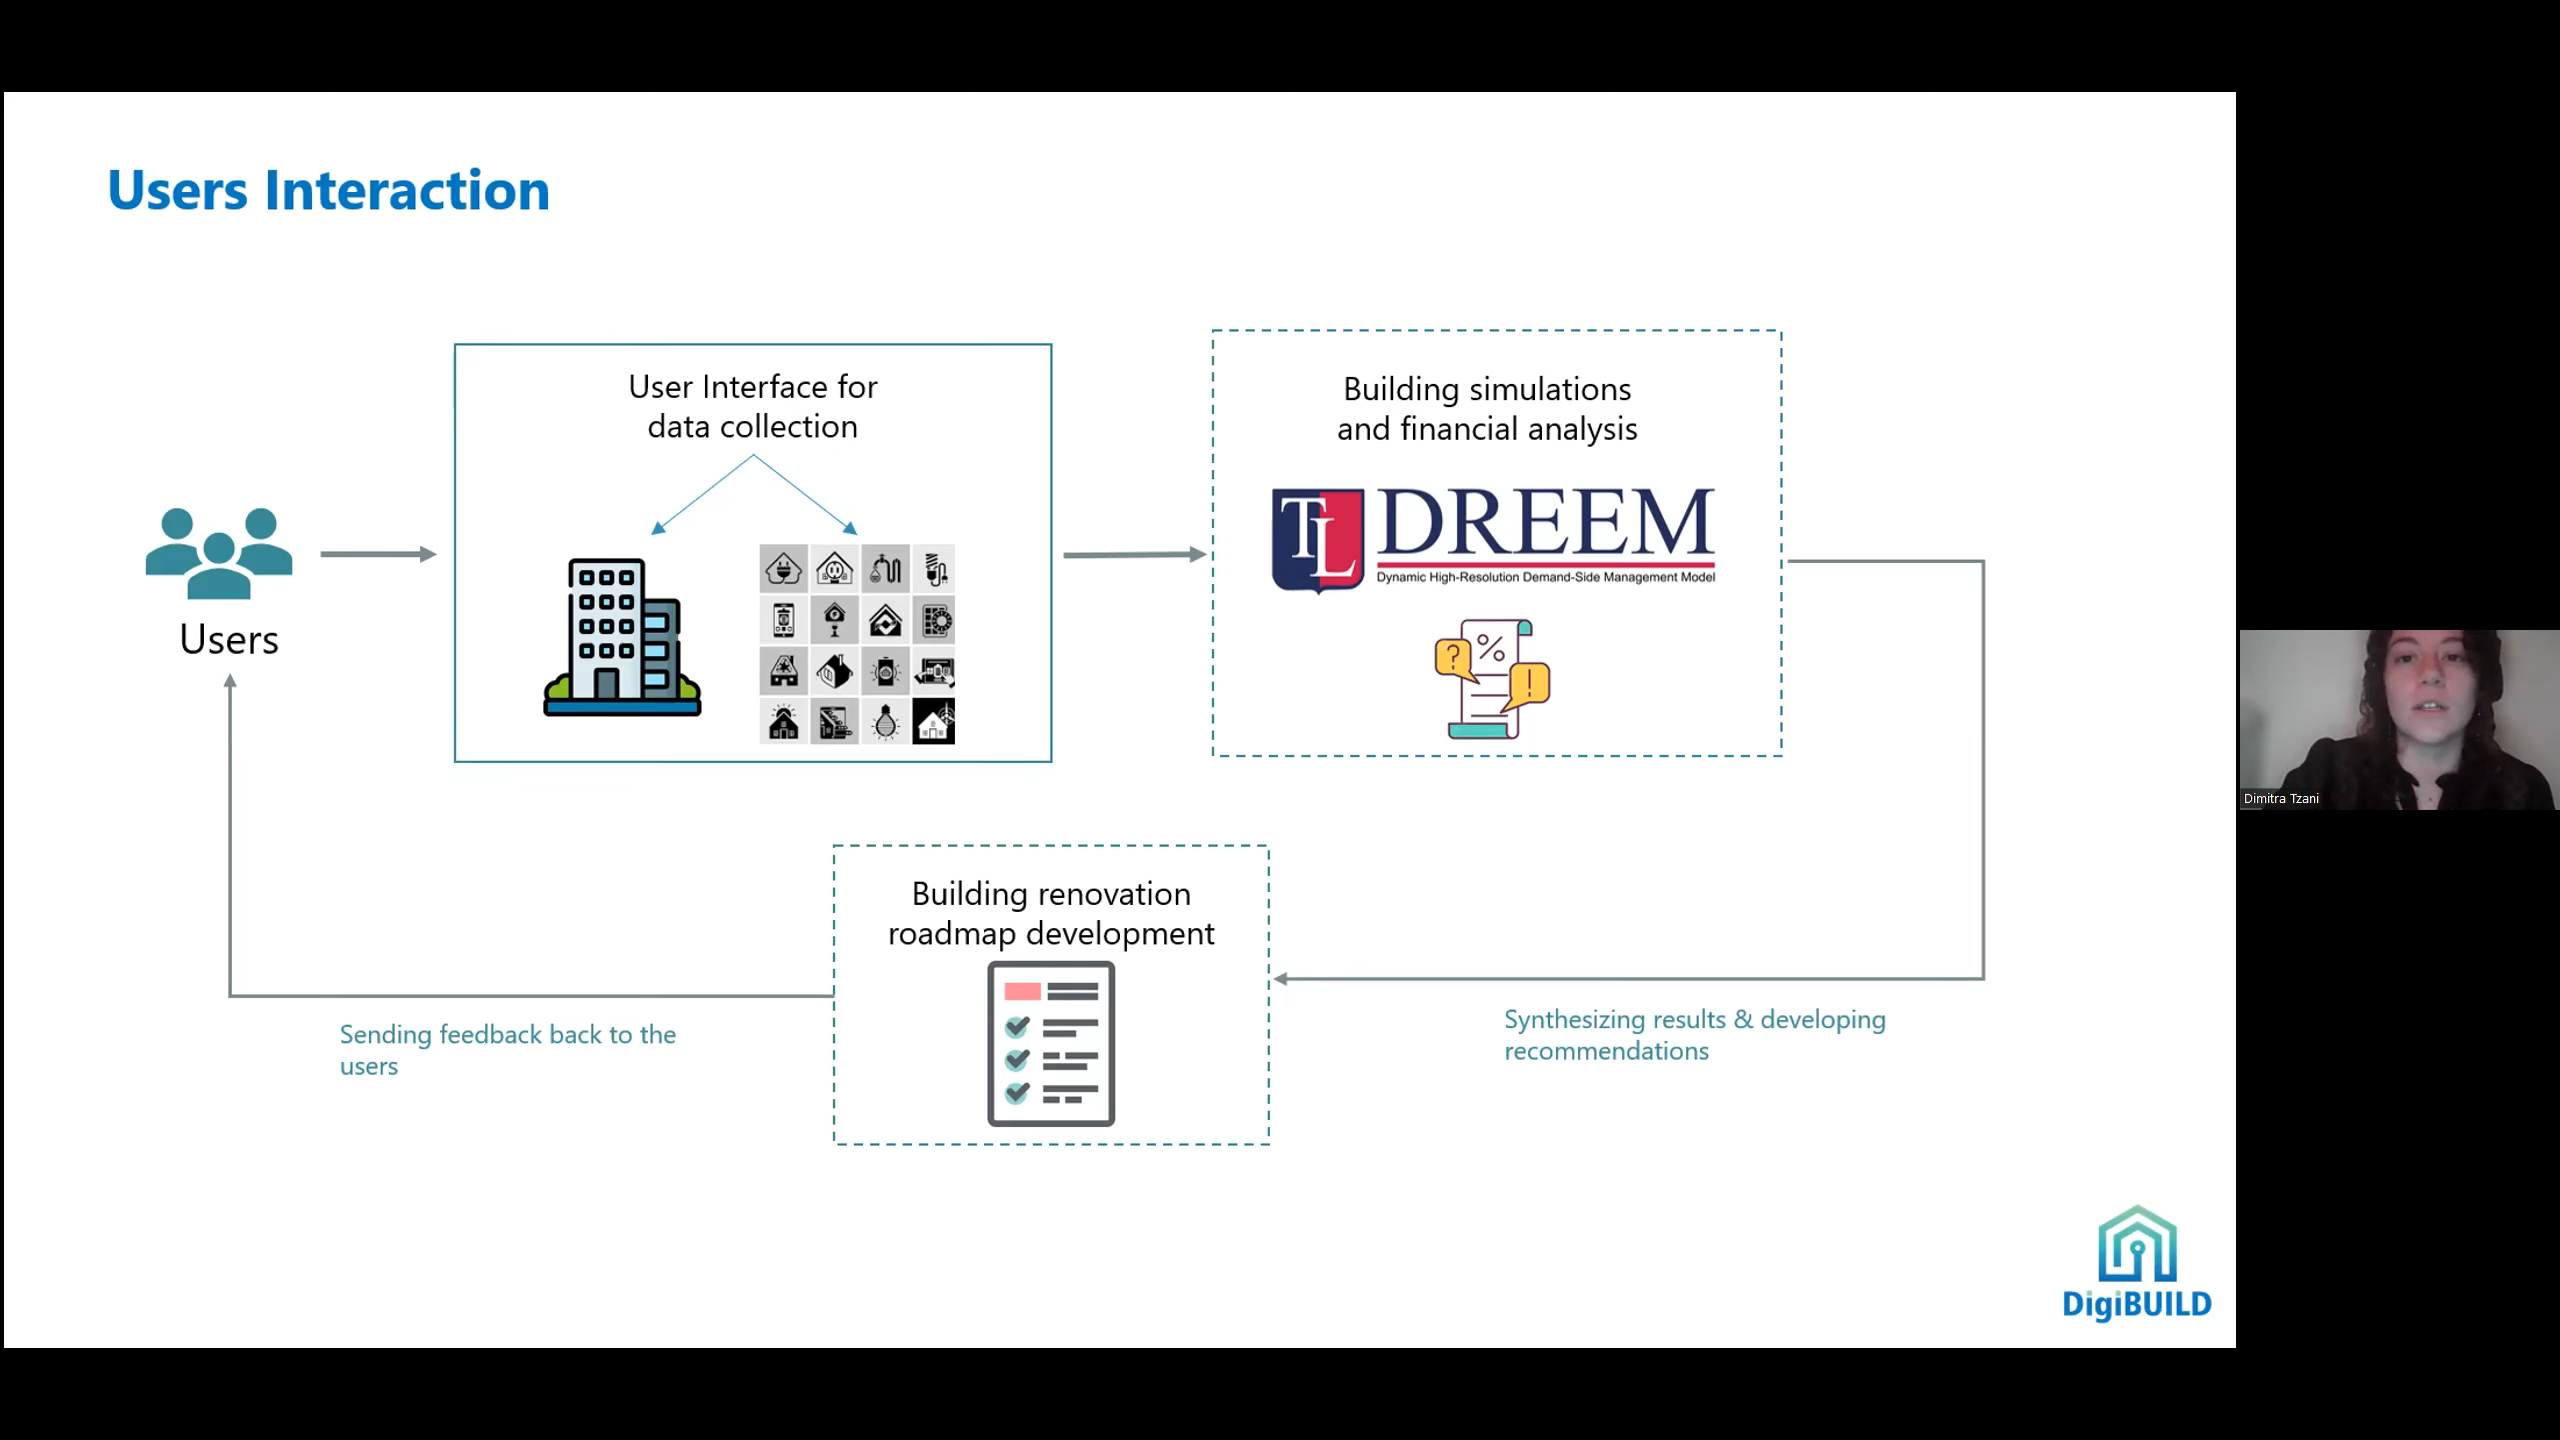 Users Interaction
User Interface for
data collection
Building simulations
and financial analysis
TL
DREEM
Dynamic High-Resolution Demand-Side Management Model
Users
?
%
!
Dimitra Tzani
Building renovation
roadmap development
Sending feedback back to the
users
Synthesizing results & developing
recommendations
DigiBUILD